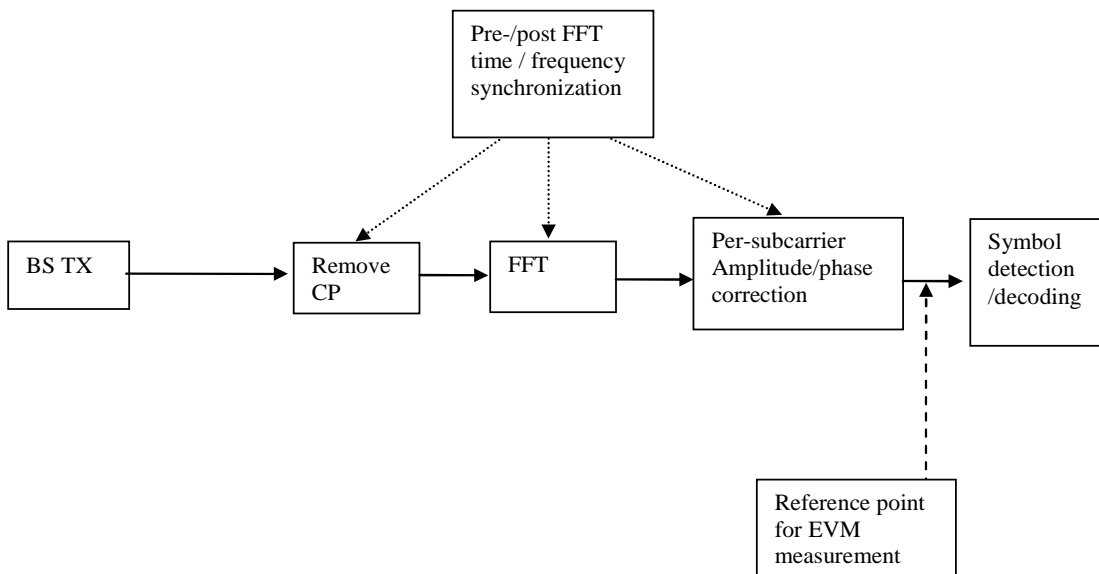 Pre-/post FFT
time / frequency
synchronization
BS TX
Remove
CP
FFT
Per-subcarrier
Amplitude/phase
correction
Symbol
detection
/decoding
Reference point
for EVM
measurement